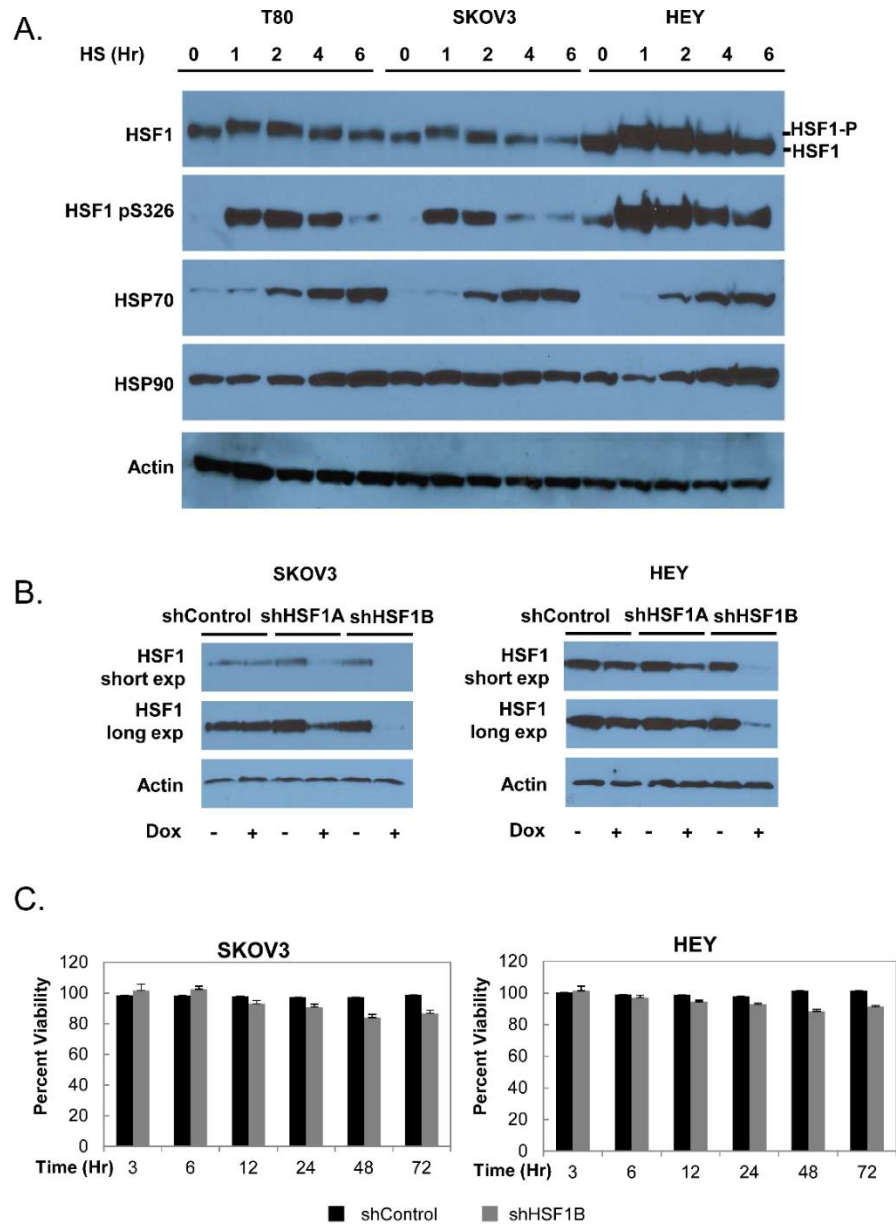 A.
T80 SKOV3 HEY
HS (Hr) 0 1 2 4 6 0 1 2 4 6 0 1 2 4 6
HSF1
HSF1-P
HSF1
HSF1 pS326
HSP70
HSP90
Actin
B.
SKOV3
shControl shHSF1A shHSF1B
HSF1
short exp
HSF1
long exp
Actin
Dox - + - + - +
HEY
shControl shHSF1A shHSF1B
HSF1
short exp
HSF1
long exp
Actin
Dox - + - + - +
C.
SKOV3
Percent Viability
120
100
80
60
40
20
0
Time (Hr) 3 6 12 24 48 72
HEY
Percent Viability
120
100
80
60
40
20
0
Time (Hr) 3 6 12 24 48 72
shControl shHSF1B